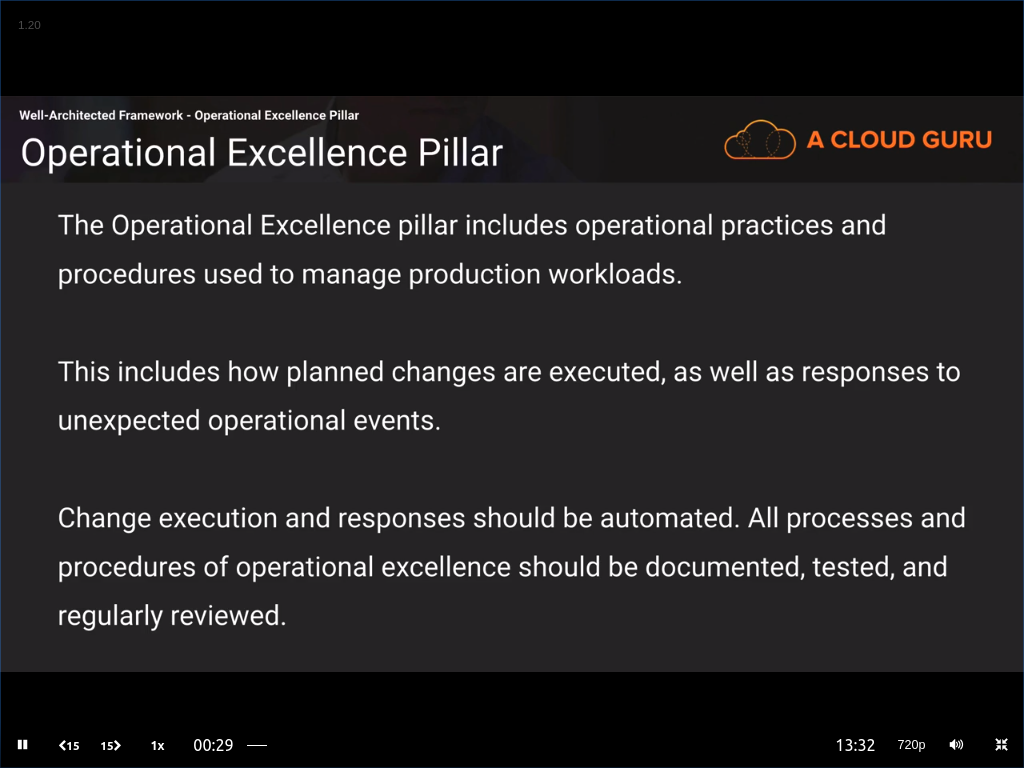 1.20
Well-Architected Framework - Operational Excellence Pillar
Operational Excellence Pillar
A CLOUD GURU
The Operational Excellence pillar includes operational practices and
procedures used to manage production workloads.
This includes how planned changes are executed, as well as responses to
unexpected operational events.
Change execution and responses should be automated. All processes and
procedures of operational excellence should be documented, tested, and
regularly reviewed.
15 15 1x 00:29 13:32 720p